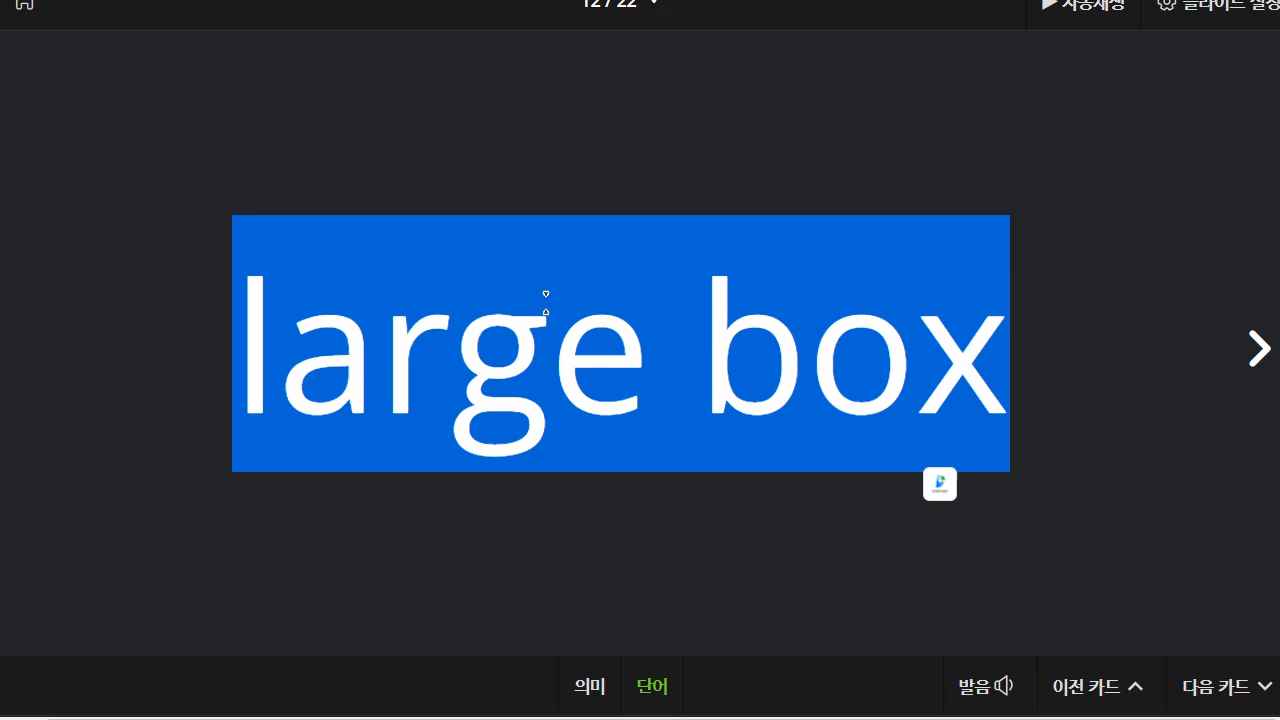 12 / 22
자동재생
슬라이드 설정
large box
의미
단어
발음
이전 카드
다음 카드